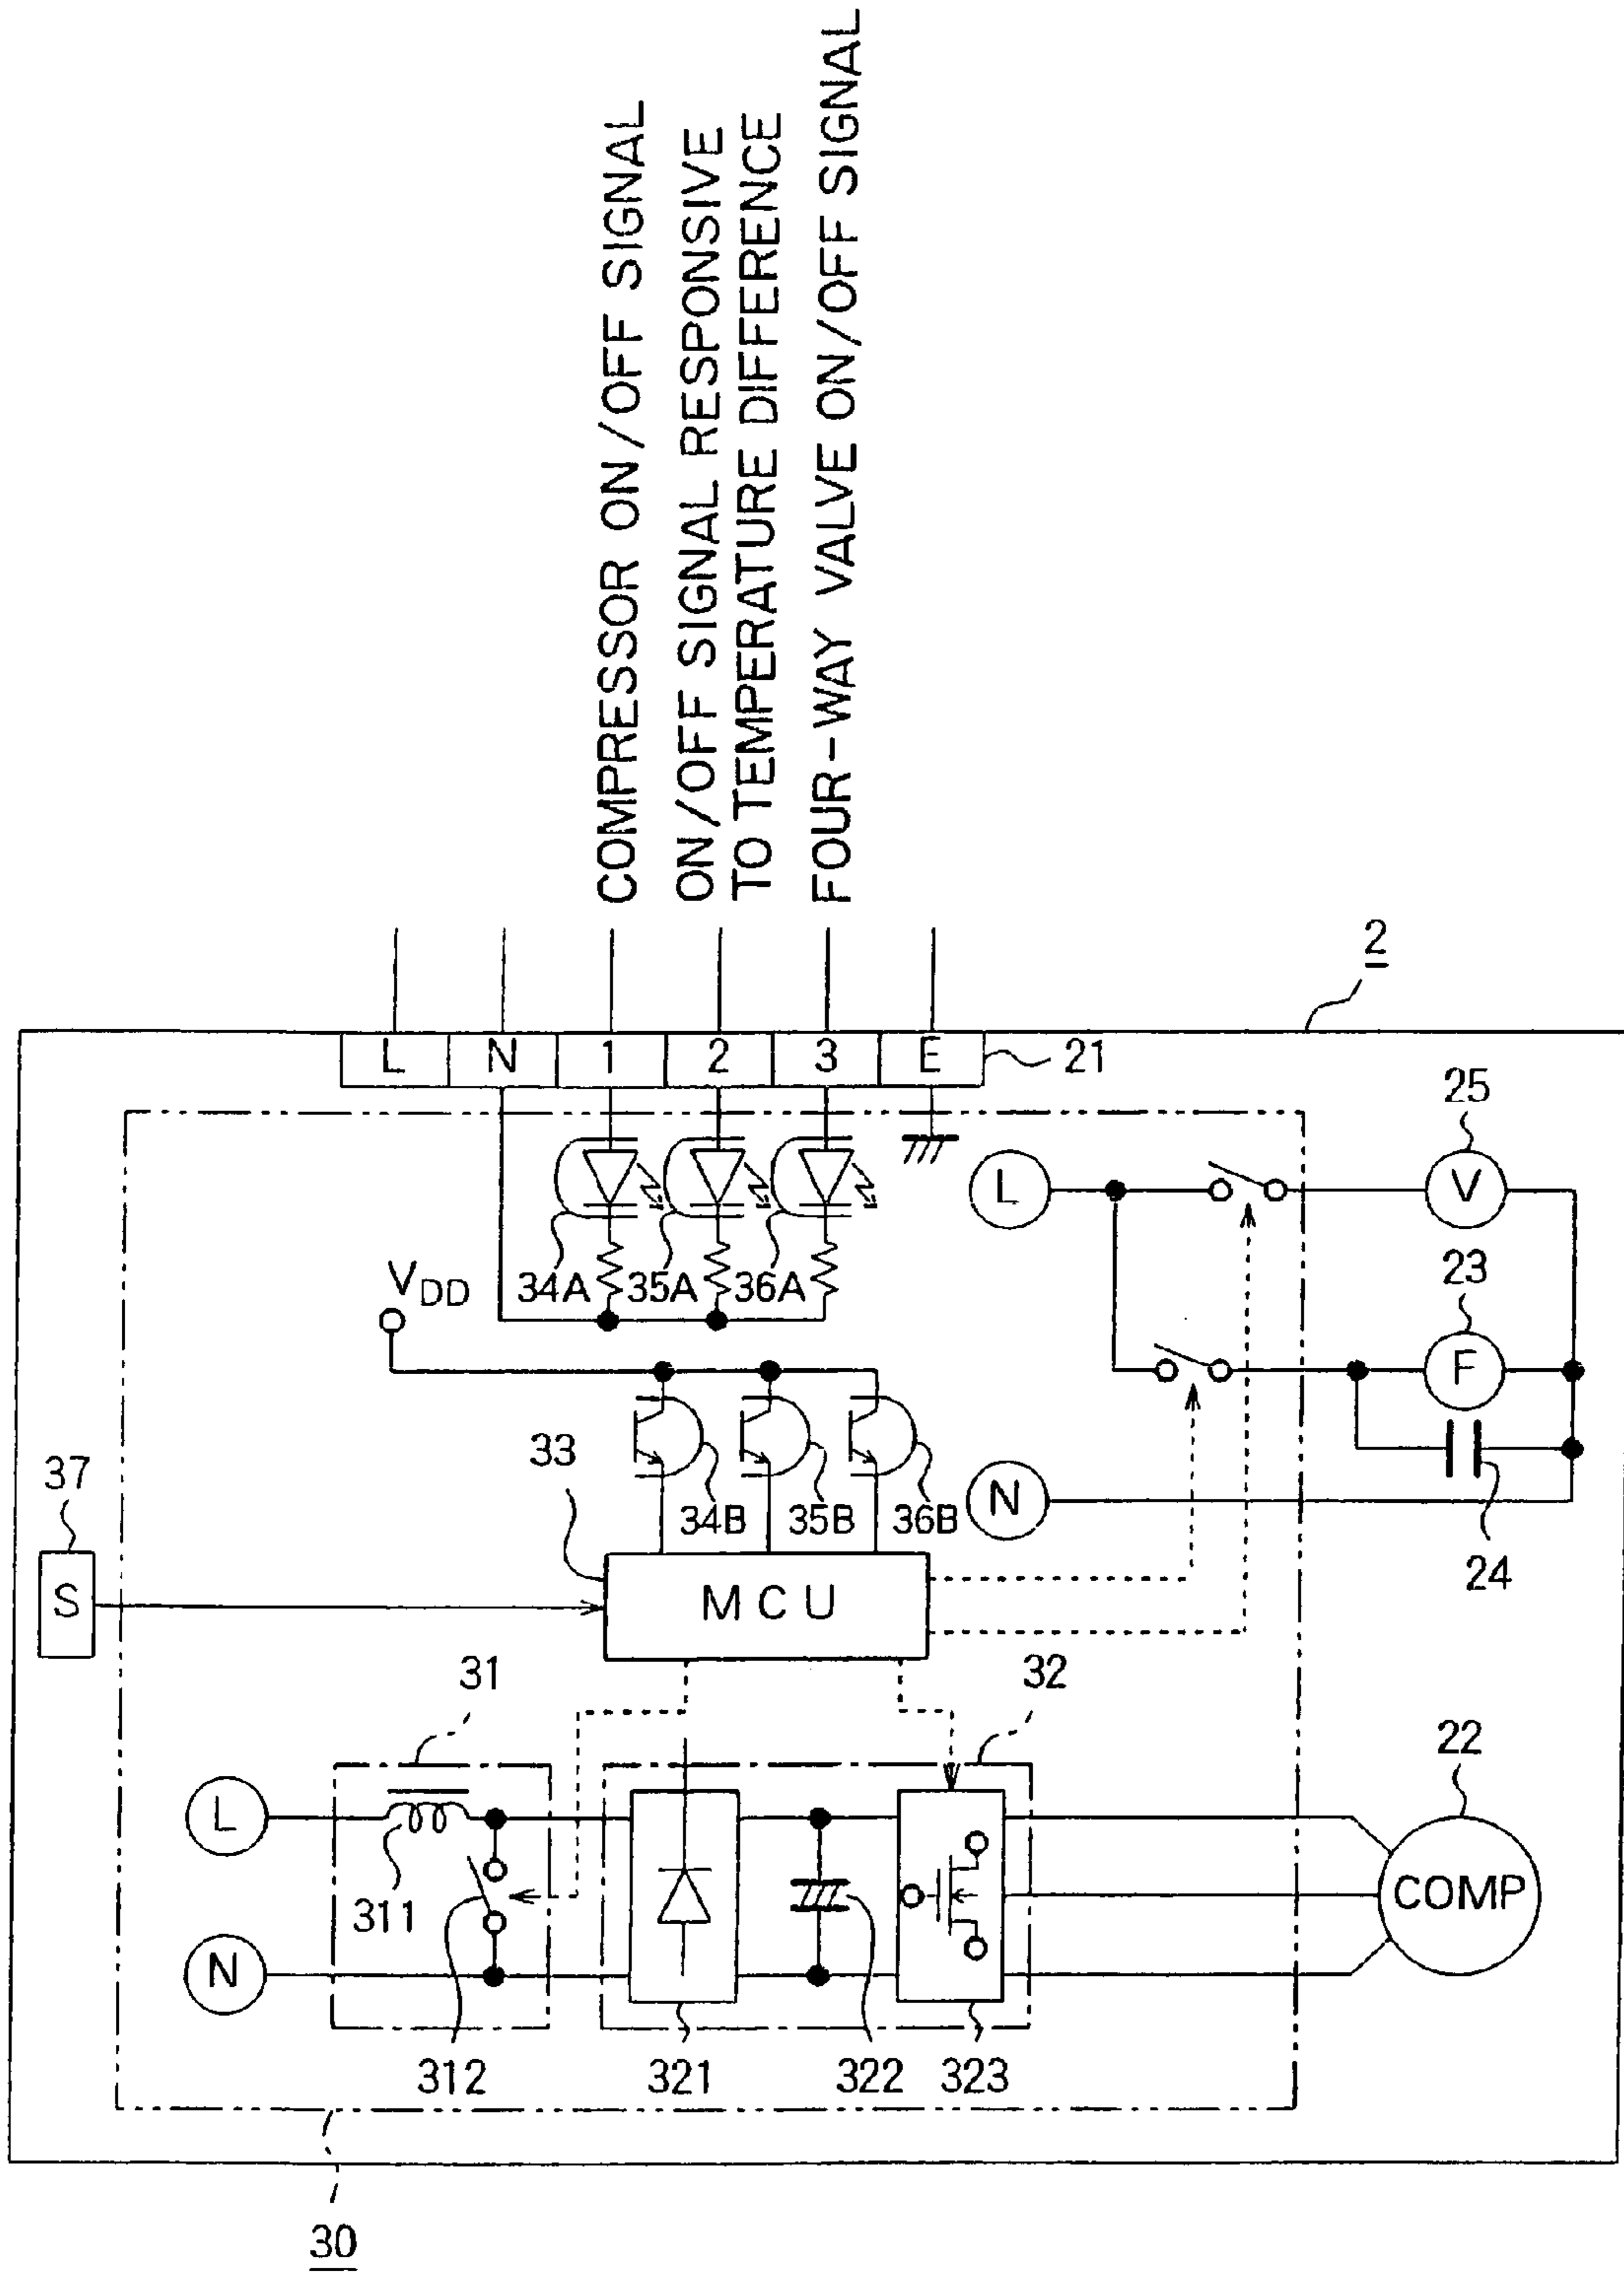 COMPRESSOR ON/OFF SIGNAL
ON/OFF SIGNAL RESPONSIVE
TO TEMPERATURE DIFFERENCE
FOUR-WAY VALVE ON/OFF SIGNAL
2
L N 1 2 3 E
21
25
L
V
34A 35A 36A
VDD
23
F
33
37
34B 35B 36B
N
24
S
MCU
31
32
22
L
311
COMP
N
312
321
322
323
30